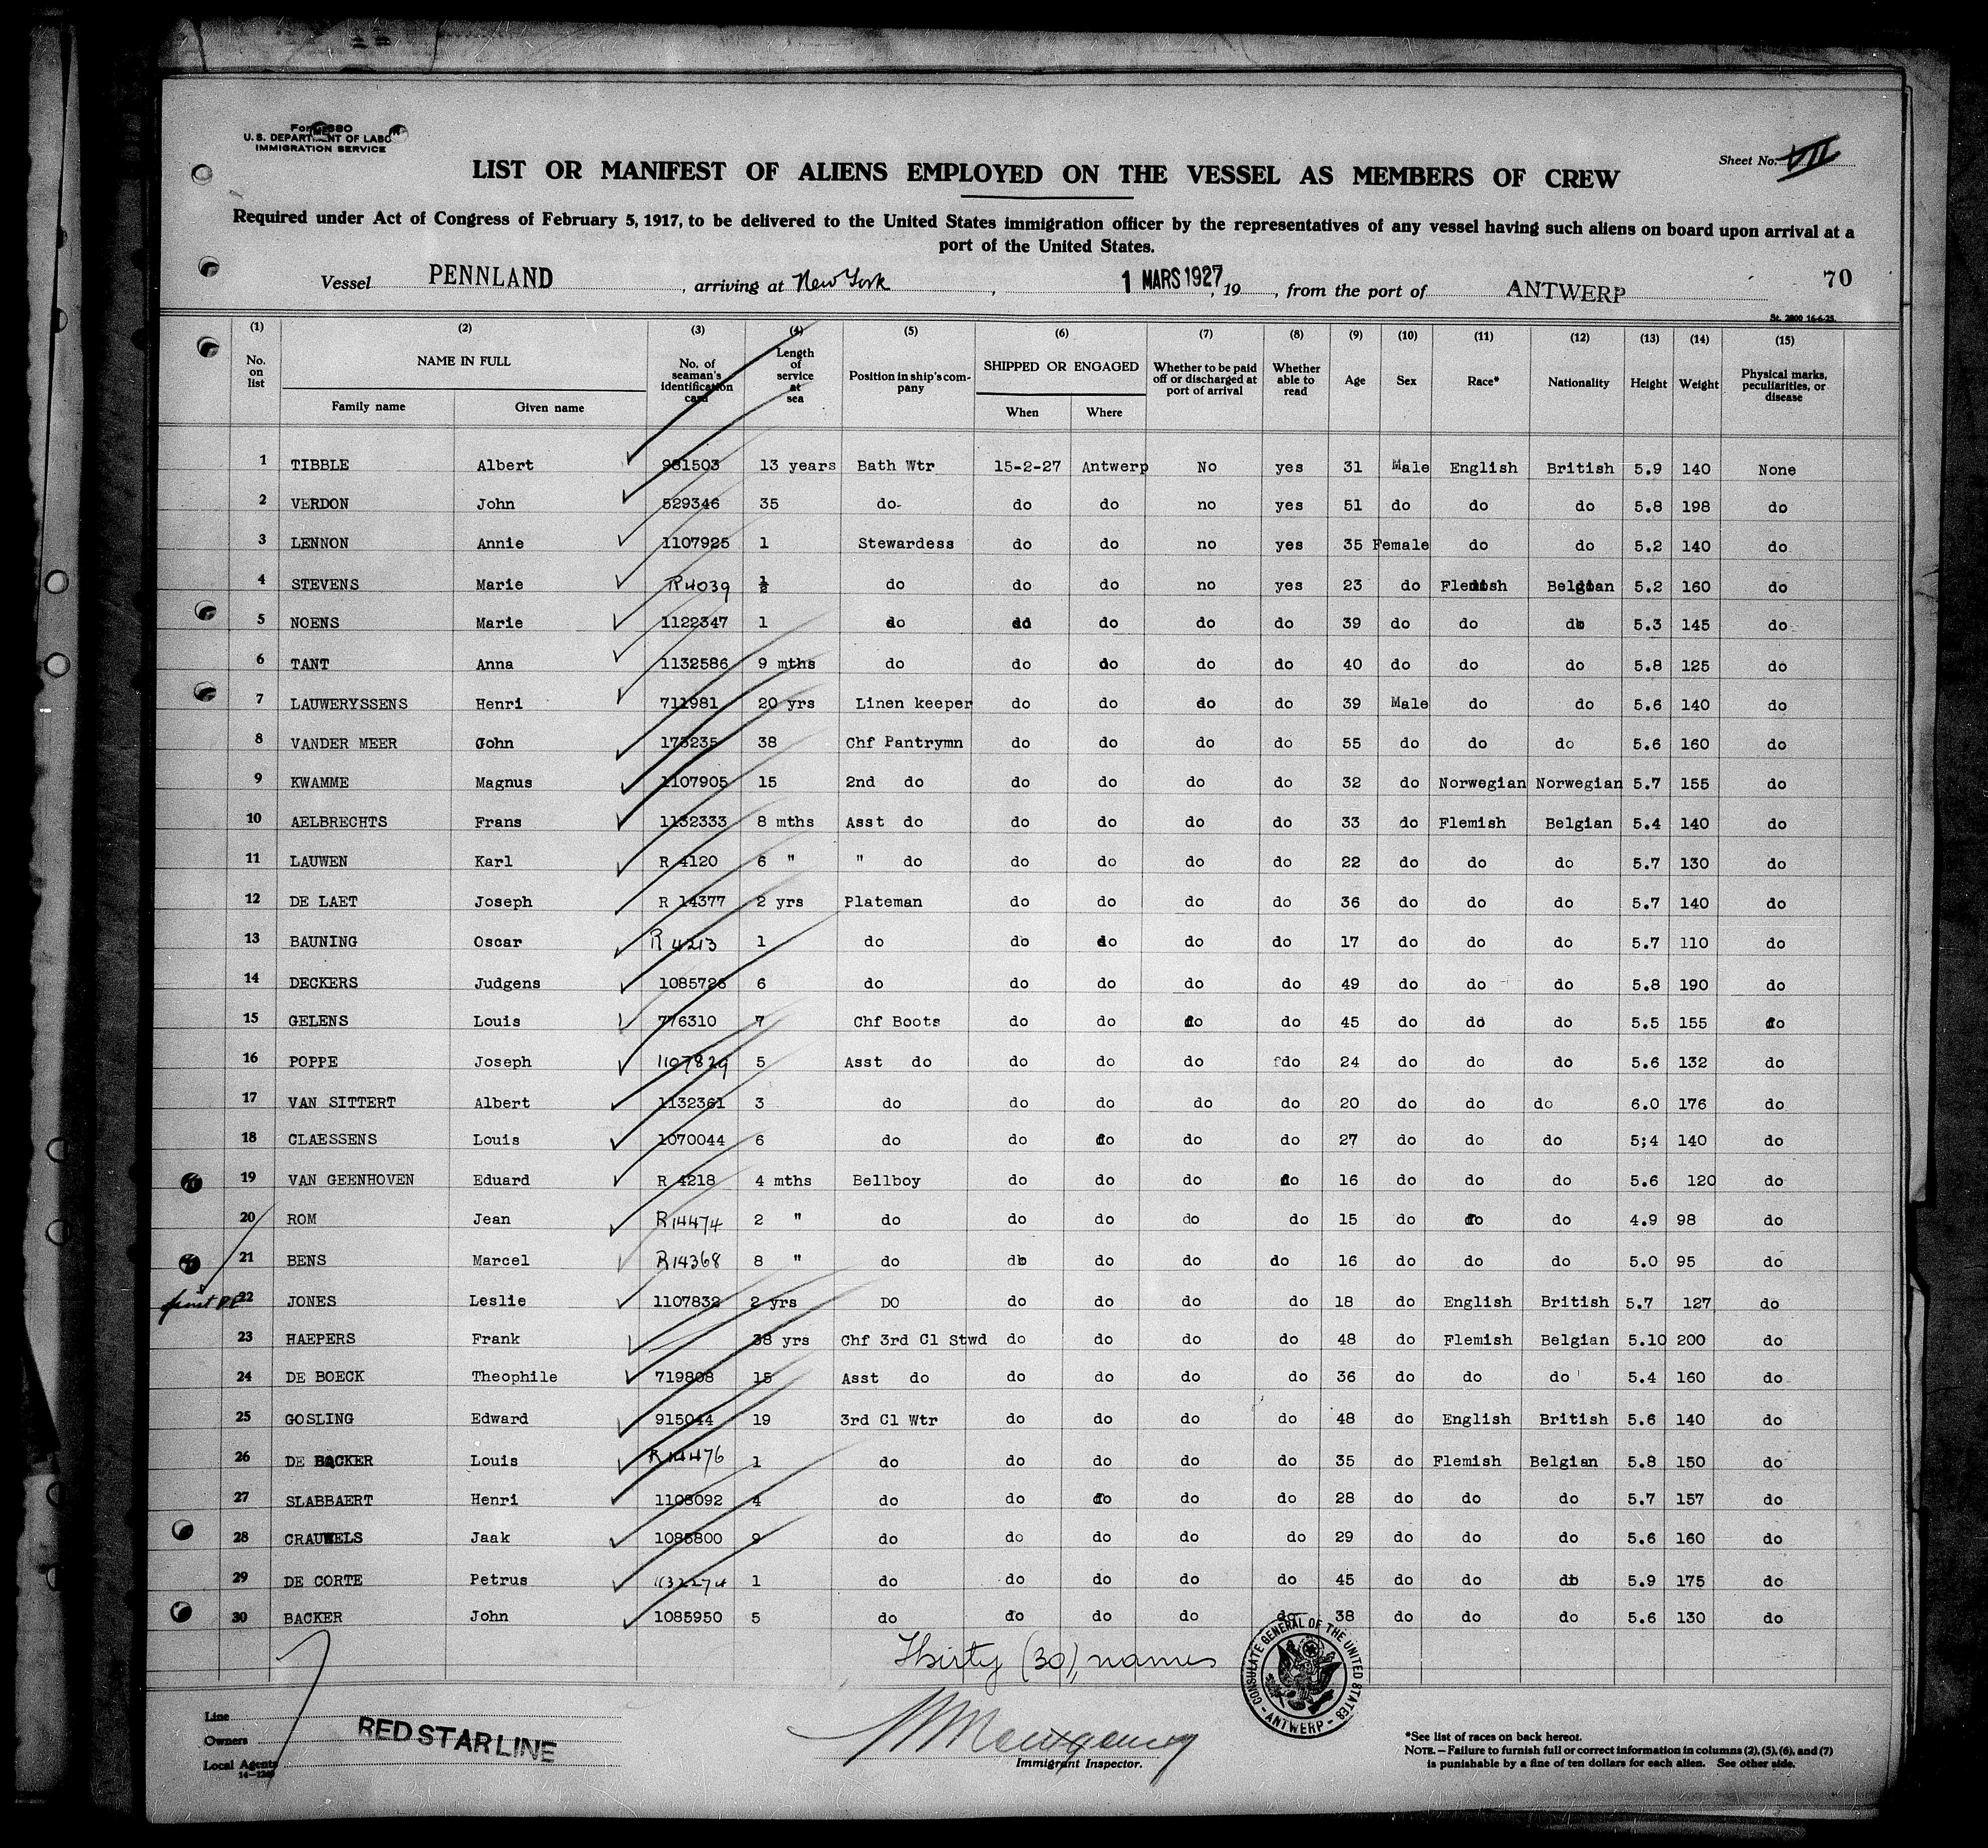 Form 680
U. S. DEPARTMENT OF LABOR
IMMIGRATION SERVICE
Sheet No. VII
LIST OR MANIFEST OF ALIENS EMPLOYED ON THE VESSEL AS MEMBERS OF CREW
Required under Act of Congress of February 5, 1917, to be delivered to the United States immigration officer by the representatives of any vessel having such aliens on board upon arrival at a
port of the United States.
Vessel PENNLAND, arriving at New York, 1 MARS 1927, 19, from the port of ANTWERP 70
St. 2800 16-6-25.
(1) (2) (3) (4) (5) (6) (7) (8) (9) (10) (11) (12) (13) (14) (15)
No. on list NAME IN FULL Family name Given name No. of seaman's identification card Length of service at sea Position in ship's company SHIPPED OR ENGAGED When Where Whether to be paid off or discharged at port of arrival Whether able to read Age Sex Race* Nationality Height Weight Physical marks, peculiarities, or disease
1 TIBBLE Albert 981503 13 years Bath Wtr 15-2-27 Antwerp No yes 31 Male English British 5.9 140 None
2 VERDON John 529346 35 do- do do no yes 51 do do do 5.8 198 do
3 LENNON Annie 1107925 1 Stewardess do do no yes 35 Female do do 5.2 140 do
4 STEVENS Marie R4039 ½ do do do no yes 23 do Flemish Belgian 5.2 160 do
5 NOENS Marie 1122347 1 do do do do do 39 do do do 5.3 145 do
6 TANT Anna 1132586 9 mths do do do do do 40 do do do 5.8 125 do
7 LAUWERYSSENS Henri 711981 20 yrs Linen keeper do do do do 39 Male do do 5.6 140 do
8 VANDER MEER John 173235 38 Chf Pantrymn do do do do 55 do do do 5.6 160 do
9 KWAMME Magnus 1107905 15 2nd do do do do do 32 do Norwegian Norwegian 5.7 155 do
10 AELBRECHTS Frans 1132333 8 mths Asst do do do do do 33 do Flemish Belgian 5.4 140 do
11 LAUWEN Karl R 4120 6 " " do do do do do 22 do do do 5.7 130 do
12 DE LAET Joseph R 14377 2 yrs Plateman do do do do 36 do do do 5.7 140 do
13 BAUNING Oscar R 4213 1 do do do do do 17 do do do 5.7 110 do
14 DECKERS Judgens 1085726 6 do do do do do 49 do do do 5.8 190 do
15 GELENS Louis 776310 7 Chf Boots do do do do 45 do do do 5.5 155 do
16 POPPE Joseph 1107829 5 Asst do do do do do 24 do do do 5.6 132 do
17 VAN SITTERT Albert 1132361 3 do do do do do 20 do do do 6.0 176 do
18 CLAESSENS Louis 1070044 6 do do do do do 27 do do do 5;4 140 do
19 VAN GEENHOVEN Eduard R 4218 4 mths Bellboy do do do do 16 do do do 5.6 120 do
20 ROM Jean R14474 2 " do do do do do 15 do do do 4.9 98 do
21 BENS Marcel R14368 8 " do do do do do 16 do do do 5.0 95 do
22 JONES Leslie 1107832 2 yrs DO do do do do 18 do English British 5.7 127 do
23 HAEPERS Frank 38 yrs Chf 3rd Cl Stwd do do do do 48 do Flemish Belgian 5.10 200 do
24 DE BOECK Theophile 719808 15 Asst do do do do do 36 do do do 5.4 160 do
25 GOSLING Edward 915044 19 3rd Cl Wtr do do do do 48 do English British 5.6 140 do
26 DE BACKER Louis R14476 1 do do do do do 35 do Flemish Belgian 5.8 150 do
27 SLABBAERT Henri 1108092 4 do do do do do 28 do do do 5.7 157 do
28 CRAUWELS Jaak 1085800 9 do do do do do 29 do do do 5.6 160 do
29 DE CORTE Petrus 1132274 1 do do do do do 45 do do do 5.9 175 do
30 BACKER John 1085950 5 do do do do do 38 do do do 5.6 130 do
Thirty (30), names
CONSULATE GENERAL OF THE UNITED STATES - ANTWERP -
Line
Owners
Local Agents
RED STAR LINE
Immigrant Inspector.
*See list of races on back hereof.
NOTE.—Failure to furnish full or correct information in columns (2), (5), (6), and (7)
is punishable by a fine of ten dollars for each alien. See other side.